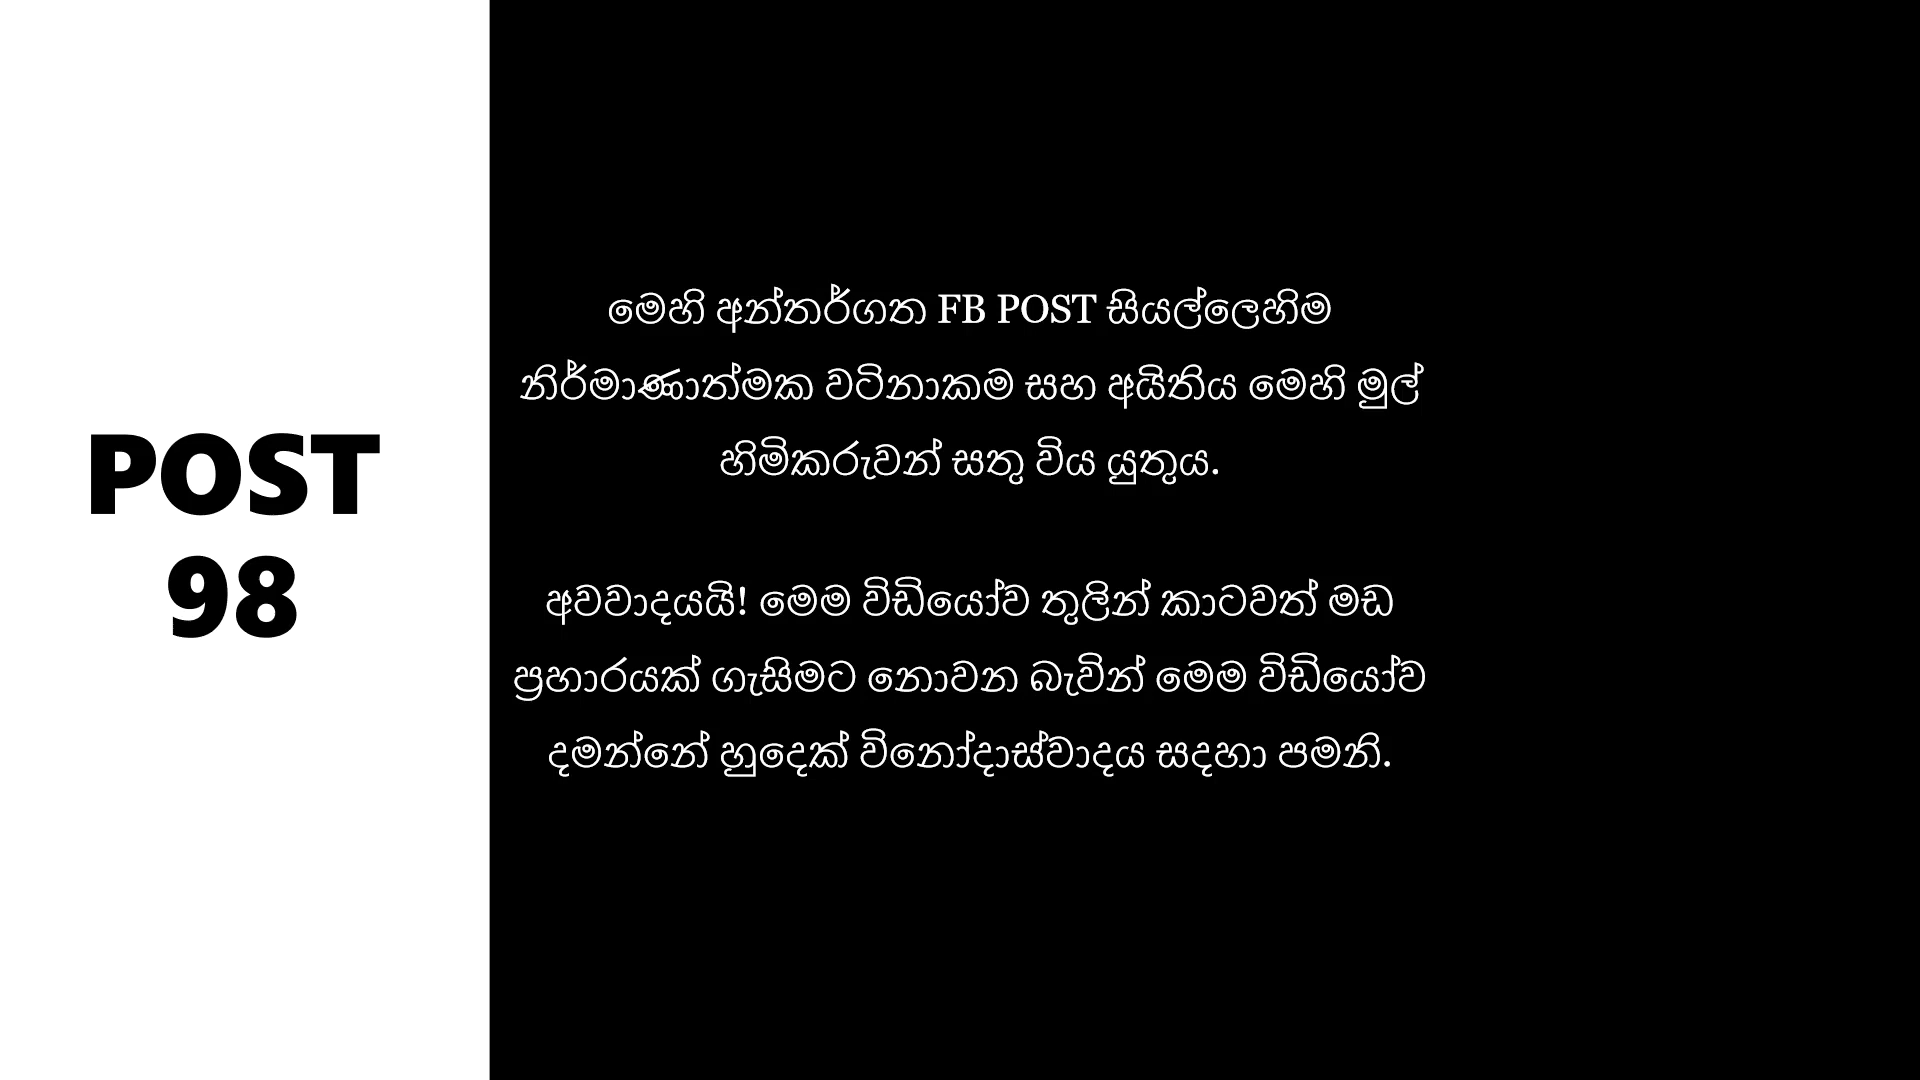 POST
98
මෙහි අන්තර්ගත FB POST සියල්ලෙහිම
නිර්මාණාත්මක වටිනාකම සහ අයිතිය මෙහි මුල්
හිමිකරුවන් සතු විය යුතුය.
අවවාදයයි! මෙම විඩියෝව තුලින් කාටවත් මඩ
ප්‍රහාරයක් ගැසිමට නොවන බැවින් මෙම විඩියෝව
දමන්නේ හුදෙක් විනෝදාස්වාදය සදහා පමනි.